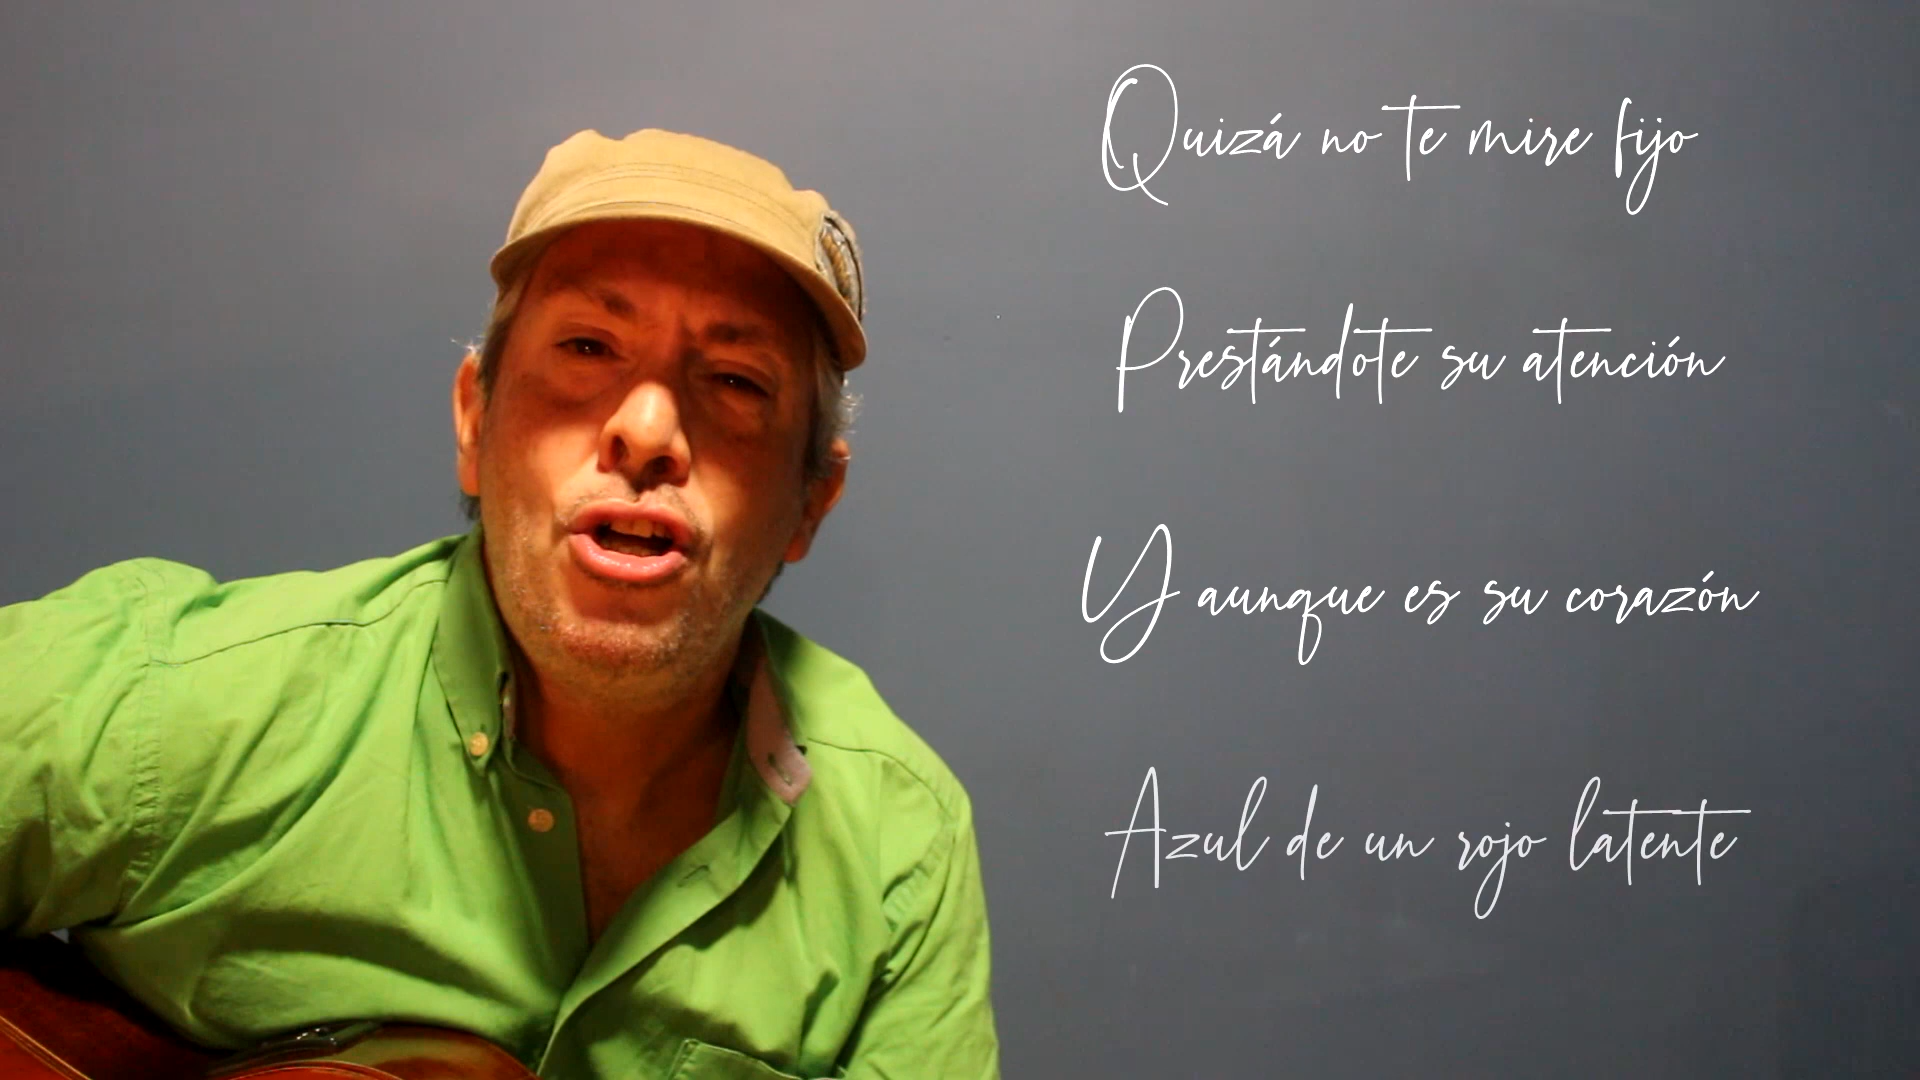 Quizá no te mire fijo
Prestándote su atención
Y aunque es su corazón
Azul de un rojo latente